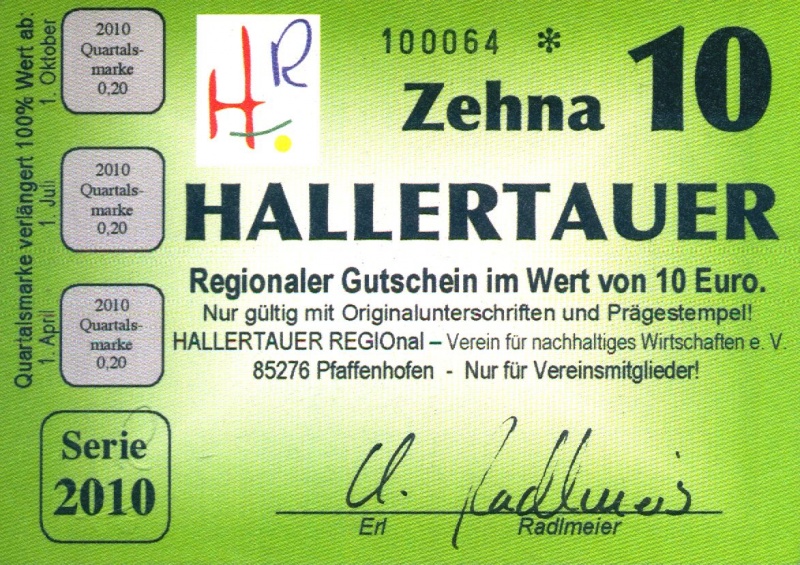 Quartalsmarke verlängert 100% Wert ab:
1. Oktober
2010
Quartals-
marke
0,20
1. Juli
2010
Quartals-
marke
0,20
1. April
2010
Quartals-
marke
0,20
Serie
2010
HR
100064 *
Zehna 10
HALLERTAUER
Regionaler Gutschein im Wert von 10 Euro.
Nur gültig mit Originalunterschriften und Prägestempel!
HALLERTAUER REGIOnal – Verein für nachhaltiges Wirtschaften e. V.
85276 Pfaffenhofen - Nur für Vereinsmitglieder!
Radlmeier
Erl Radlmeier